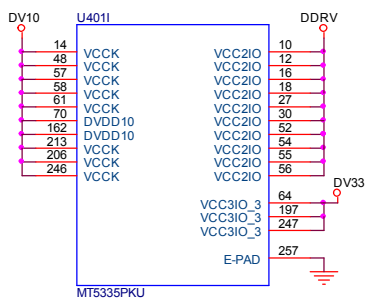 DV10 U401I DDRV
14 VCCK VCC2IO 10
48 VCCK VCC2IO 12
57 VCCK VCC2IO 16
58 VCCK VCC2IO 18
61 VCCK VCC2IO 27
70 DVDD10 VCC2IO 30
162 DVDD10 VCC2IO 52
213 VCCK VCC2IO 54
206 VCCK VCC2IO 55
246 VCCK VCC2IO 56
DV33
VCC3IO_3 64
VCC3IO_3 197
VCC3IO_3 247
E-PAD 257
MT5335PKU